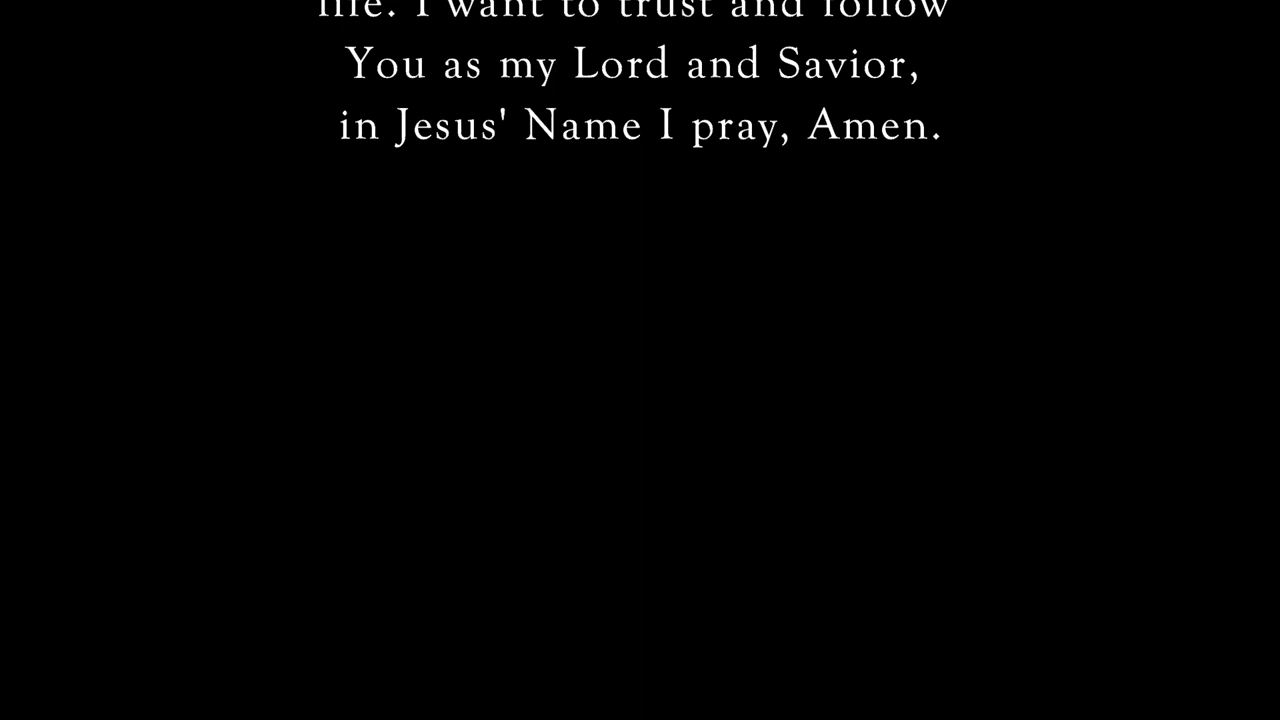 life. I want to trust and follow
You as my Lord and Savior,
in Jesus' Name I pray, Amen.